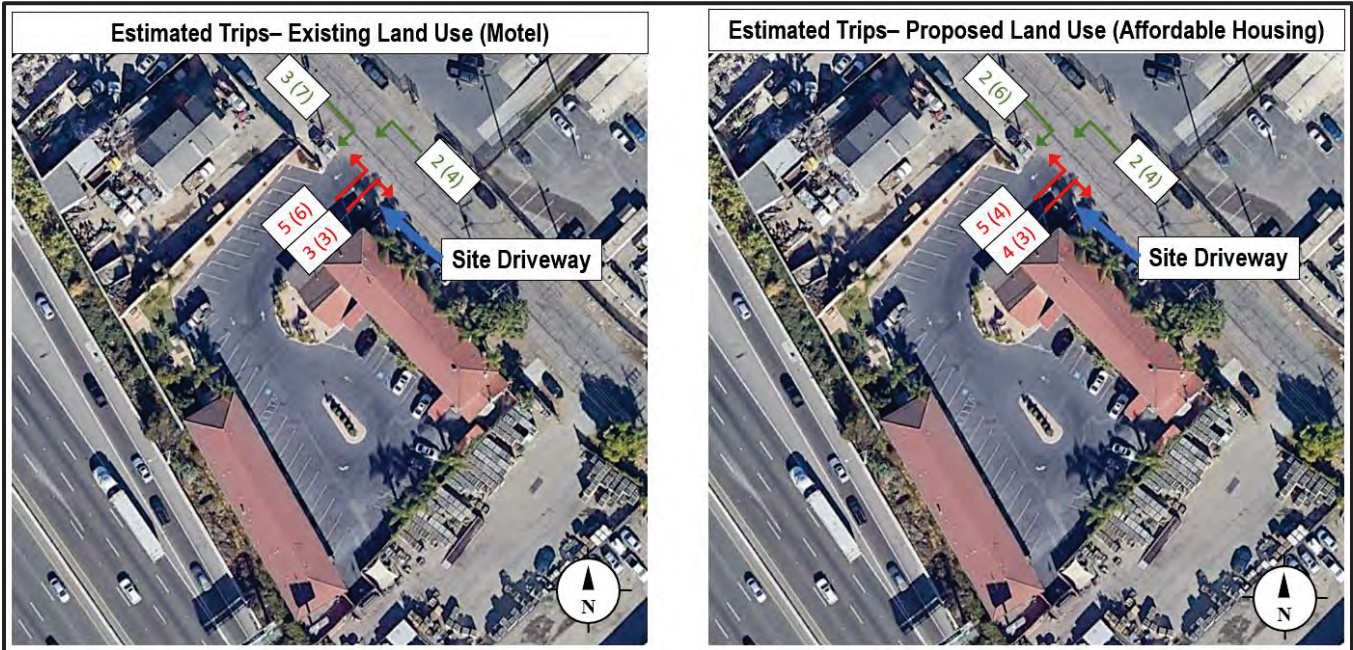 Estimated Trips– Existing Land Use (Motel)
3 (7)
2 (4)
5 (6)
3 (3)
Site Driveway
N
Estimated Trips– Proposed Land Use (Affordable Housing)
2 (6)
2 (4)
5 (4)
4 (3)
Site Driveway
N